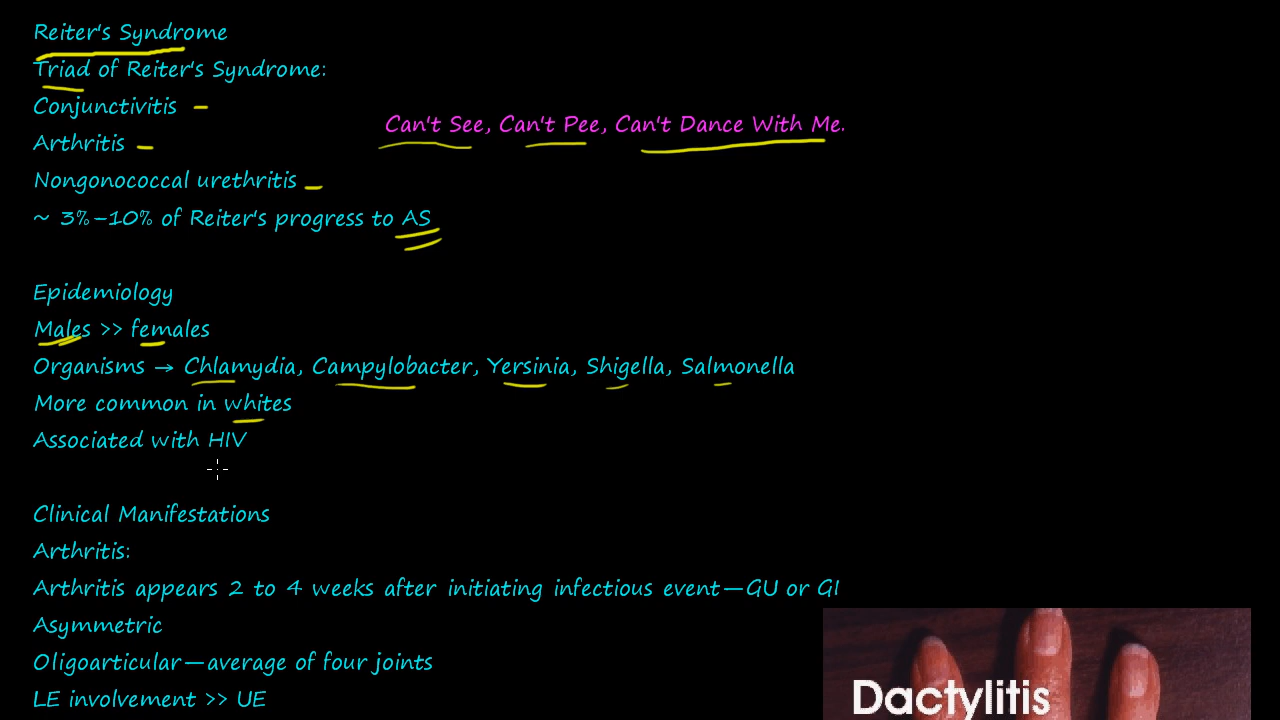 Reiter's Syndrome
Triad of Reiter's Syndrome:
Conjunctivitis
Can't See, Can't Pee, Can't Dance With Me.
Arthritis
Nongonococcal urethritis
~ 3%–10% of Reiter's progress to AS
Epidemiology
Males >> females
Organisms → Chlamydia, Campylobacter, Yersinia, Shigella, Salmonella
More common in whites
Associated with HIV
Clinical Manifestations
Arthritis:
Arthritis appears 2 to 4 weeks after initiating infectious event—GU or GI
Asymmetric
Oligoarticular—average of four joints
LE involvement >> UE
Dactylitis